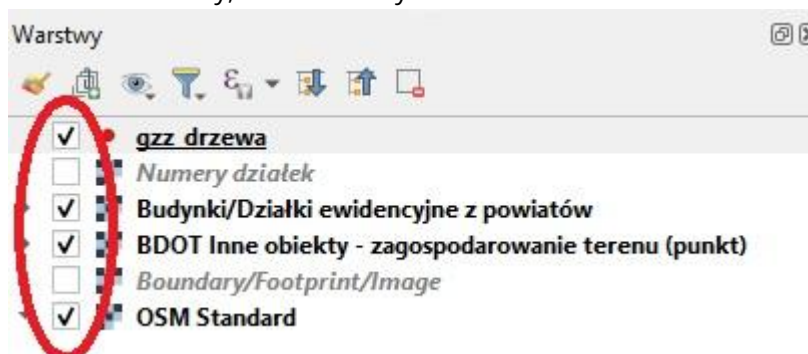 Warstwy
gzz drzewa
Numery działek
Budynki/Działki ewidencyjne z powiatów
BDOT Inne obiekty - zagospodarowanie terenu (punkt)
Boundary/Footprint/Image
OSM Standard